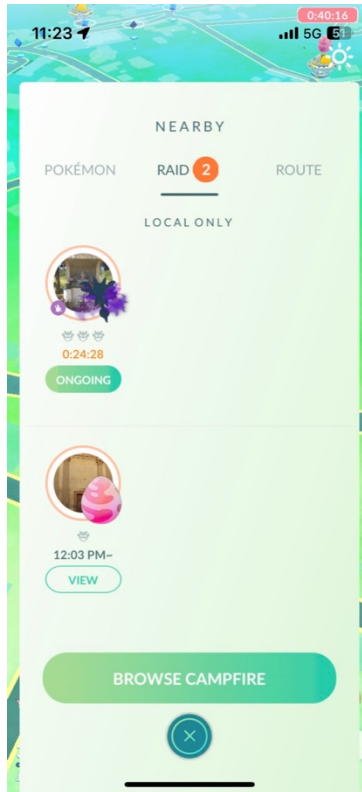 0:40:16
11:23
5G 51
NEARBY
POKÉMON RAID 2 ROUTE
LOCAL ONLY
0:24:28
ONGOING
12:03 PM~
VIEW
BROWSE CAMPFIRE